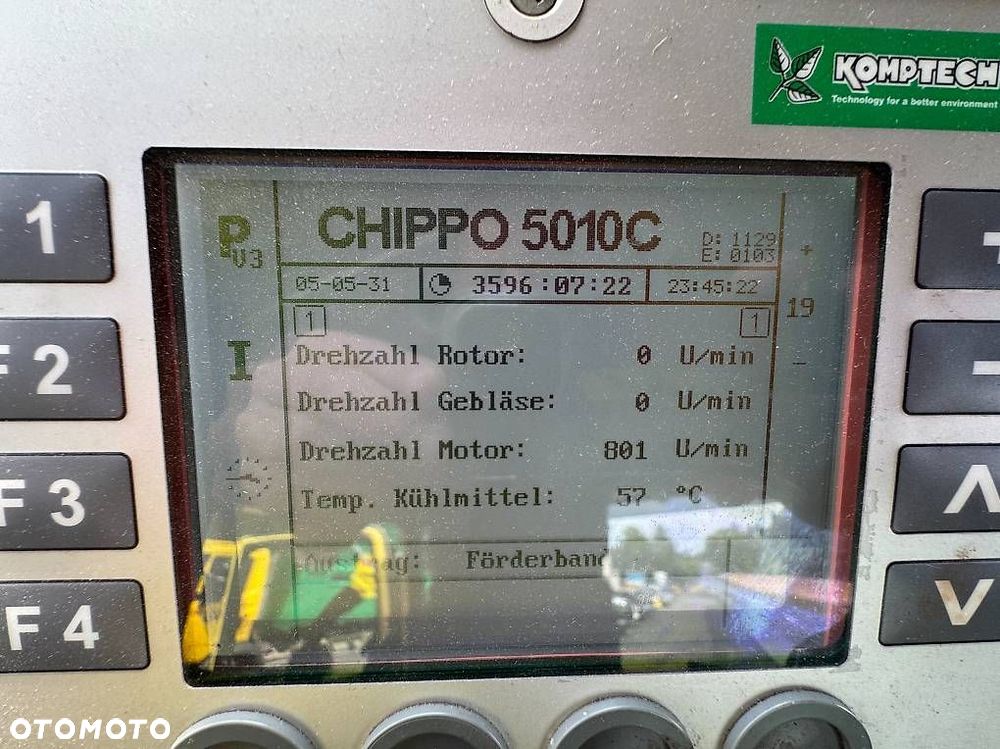 KOMPTECH
Technology for a better environment
P
V3
CHIPPO 5010C
D: 1129
E: 0103
+
05-05-31
3596:07:22
23:45:22
19
1
1
I
Drehzahl Rotor: 0 U/min
Drehzahl Gebläse: 0 U/min
–
Drehzahl Motor: 801 U/min
Temp. Kühlmittel: 57 °C
Förderband
1
F 2
F 3
F 4
+
–
Λ
V
OTOMOTO